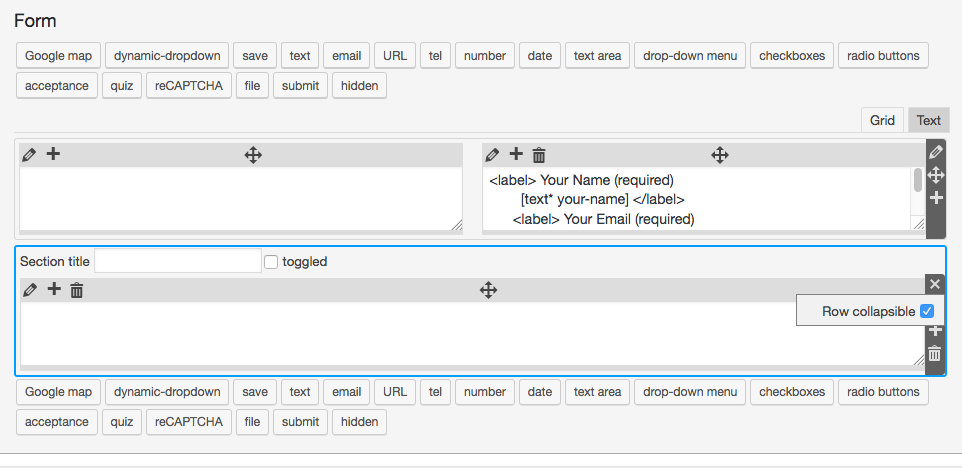 Form
Google map dynamic-dropdown save text email URL tel number date text area drop-down menu checkboxes radio buttons
acceptance quiz reCAPTCHA file submit hidden
Grid Text
<label> Your Name (required)
[text* your-name] </label>
<label> Your Email (required)
Section title toggled
Row collapsible
Google map dynamic-dropdown save text email URL tel number date text area drop-down menu checkboxes radio buttons
acceptance quiz reCAPTCHA file submit hidden